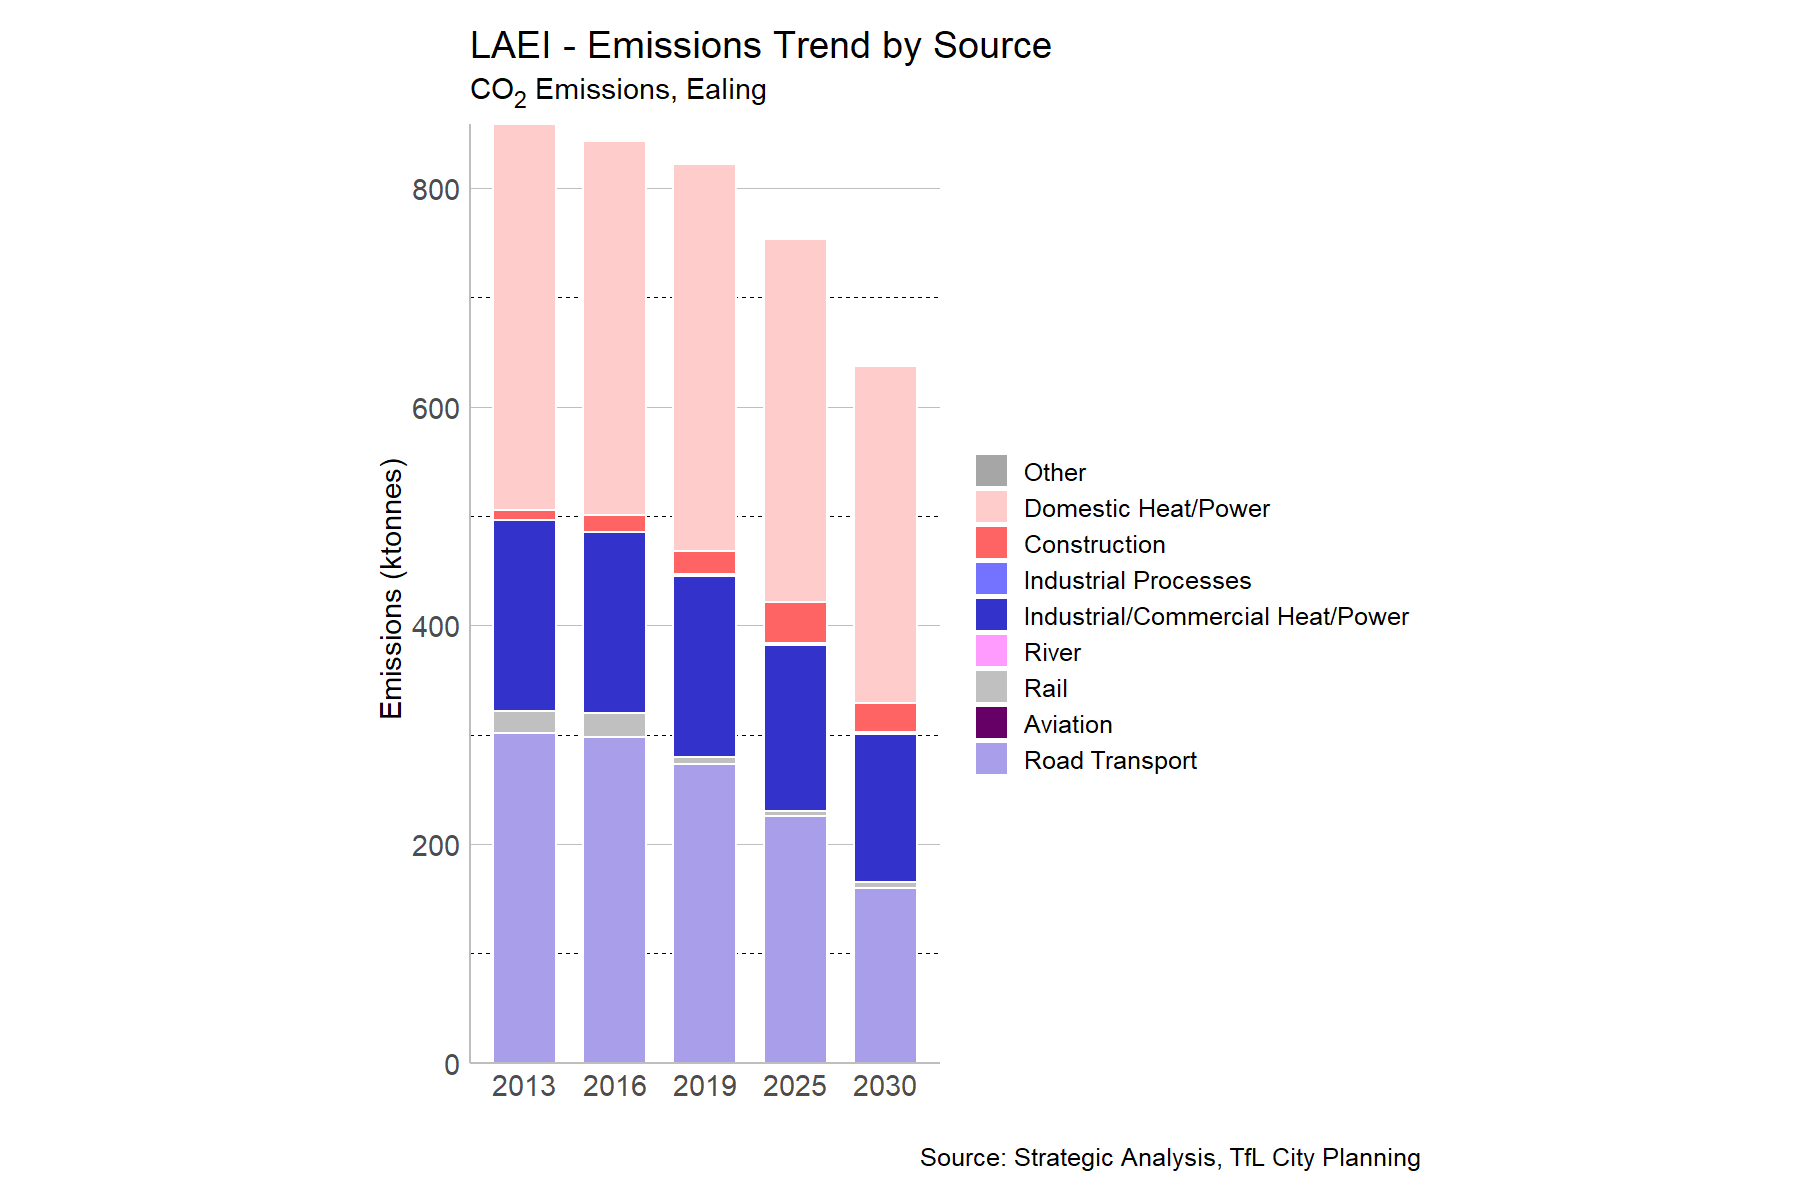 LAEI - Emissions Trend by Source
CO₂ Emissions, Ealing
Emissions (ktonnes)
800
600
400
200
0
2013 2016 2019 2025 2030
Other
Domestic Heat/Power
Construction
Industrial Processes
Industrial/Commercial Heat/Power
River
Rail
Aviation
Road Transport
Source: Strategic Analysis, TfL City Planning